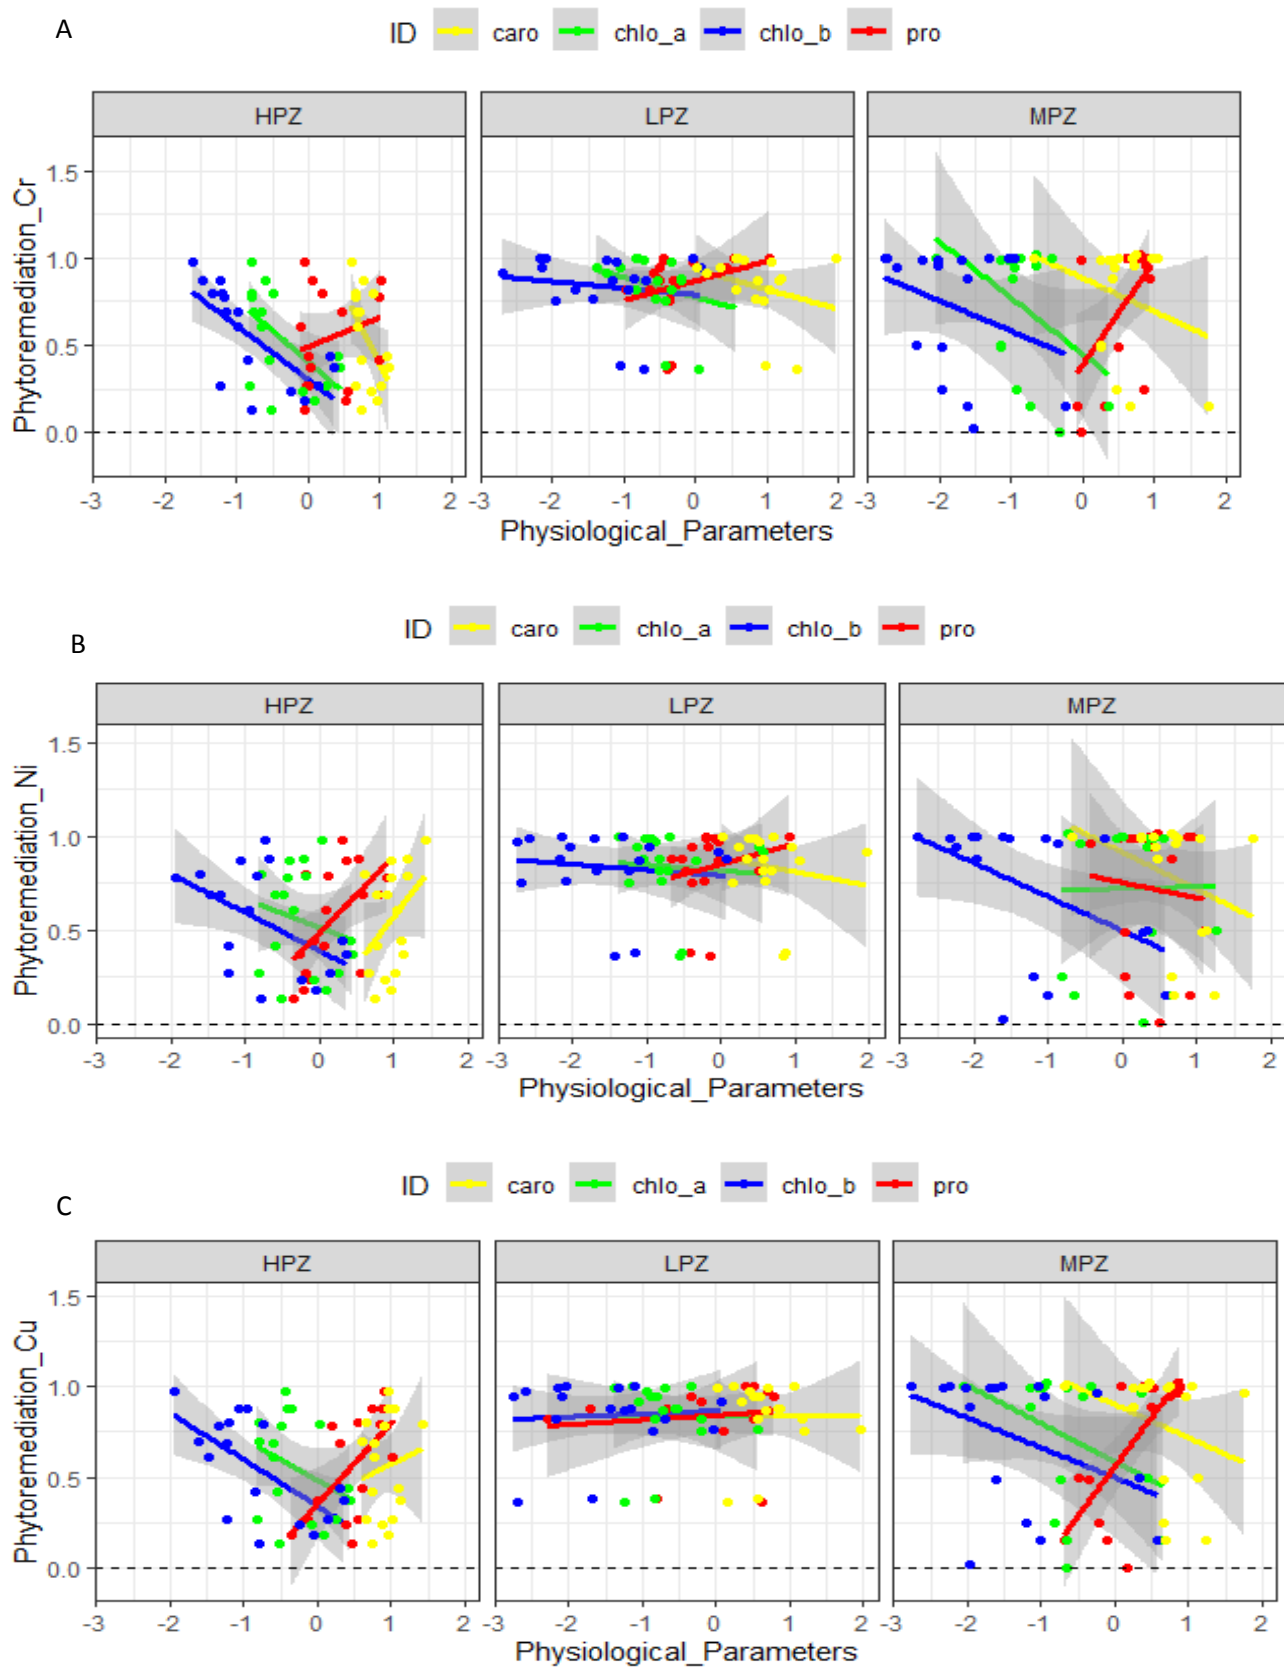 A
ID caro chlo_a chlo_b pro
HPZ LPZ MPZ
Phytoremediation_Cr
1.5
1.0
0.5
0.0
-3 -2 -1 0 1 2 -3 -2 -1 0 1 2 -3 -2 -1 0 1 2
Physiological_Parameters
B
ID caro chlo_a chlo_b pro
HPZ LPZ MPZ
Phytoremediation_Ni
1.5
1.0
0.5
0.0
-3 -2 -1 0 1 2 -3 -2 -1 0 1 2 -3 -2 -1 0 1 2
Physiological_Parameters
C
ID caro chlo_a chlo_b pro
HPZ LPZ MPZ
Phytoremediation_Cu
1.5
1.0
0.5
0.0
-3 -2 -1 0 1 2 -3 -2 -1 0 1 2 -3 -2 -1 0 1 2
Physiological_Parameters